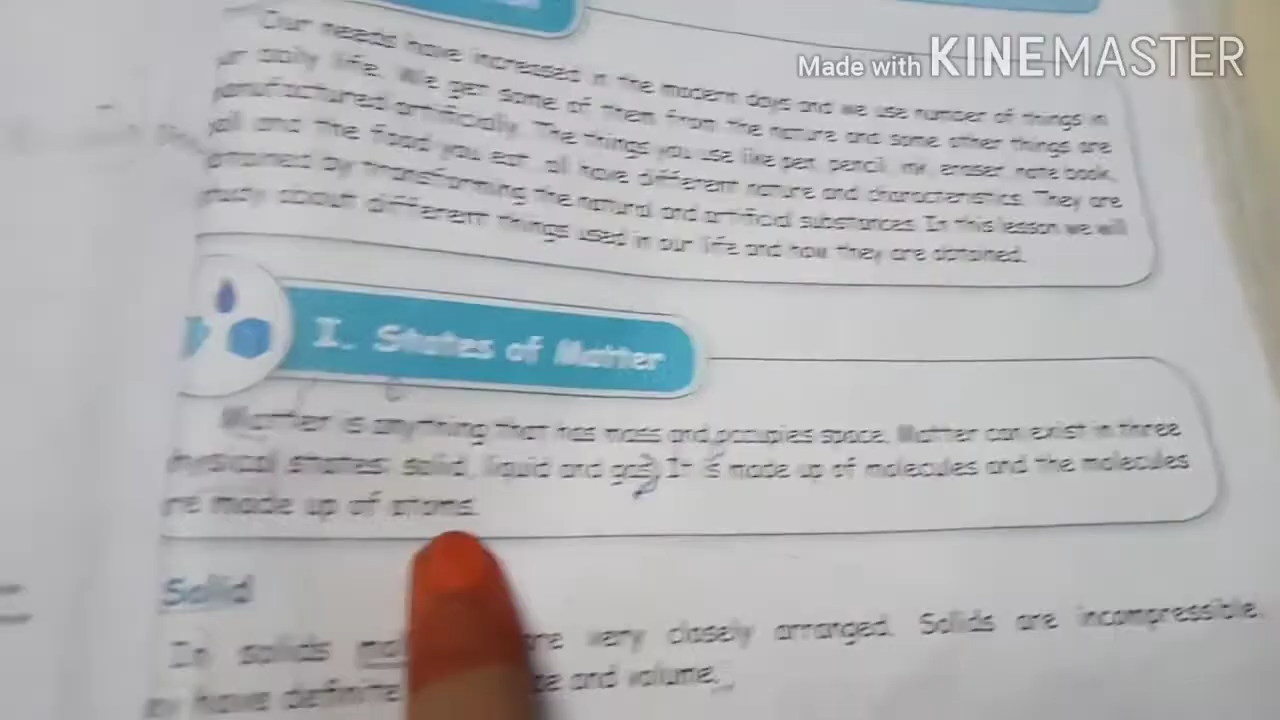 Made with KINEMASTER
Our needs have increased in the modern days and we use number of things in
daily life. We get some of them from the nature and some other things are
manufactured artificially. The things you use like pen, pencil, ink, eraser, note book,
and the food you eat, all have different nature and characteristics. They are
by transforming the natural and artificial substances. In this lesson we will
study about different things used in our life and how they are obtained.
I. States of Matter
Matter is anything that has mass and occupies space. Matter can exist in three
physical states: solid, liquid and gas. It is made up of molecules and the molecules
are made up of atoms.
Solid
In solids are very closely arranged. Solids are incompressible.
have definite and volume.